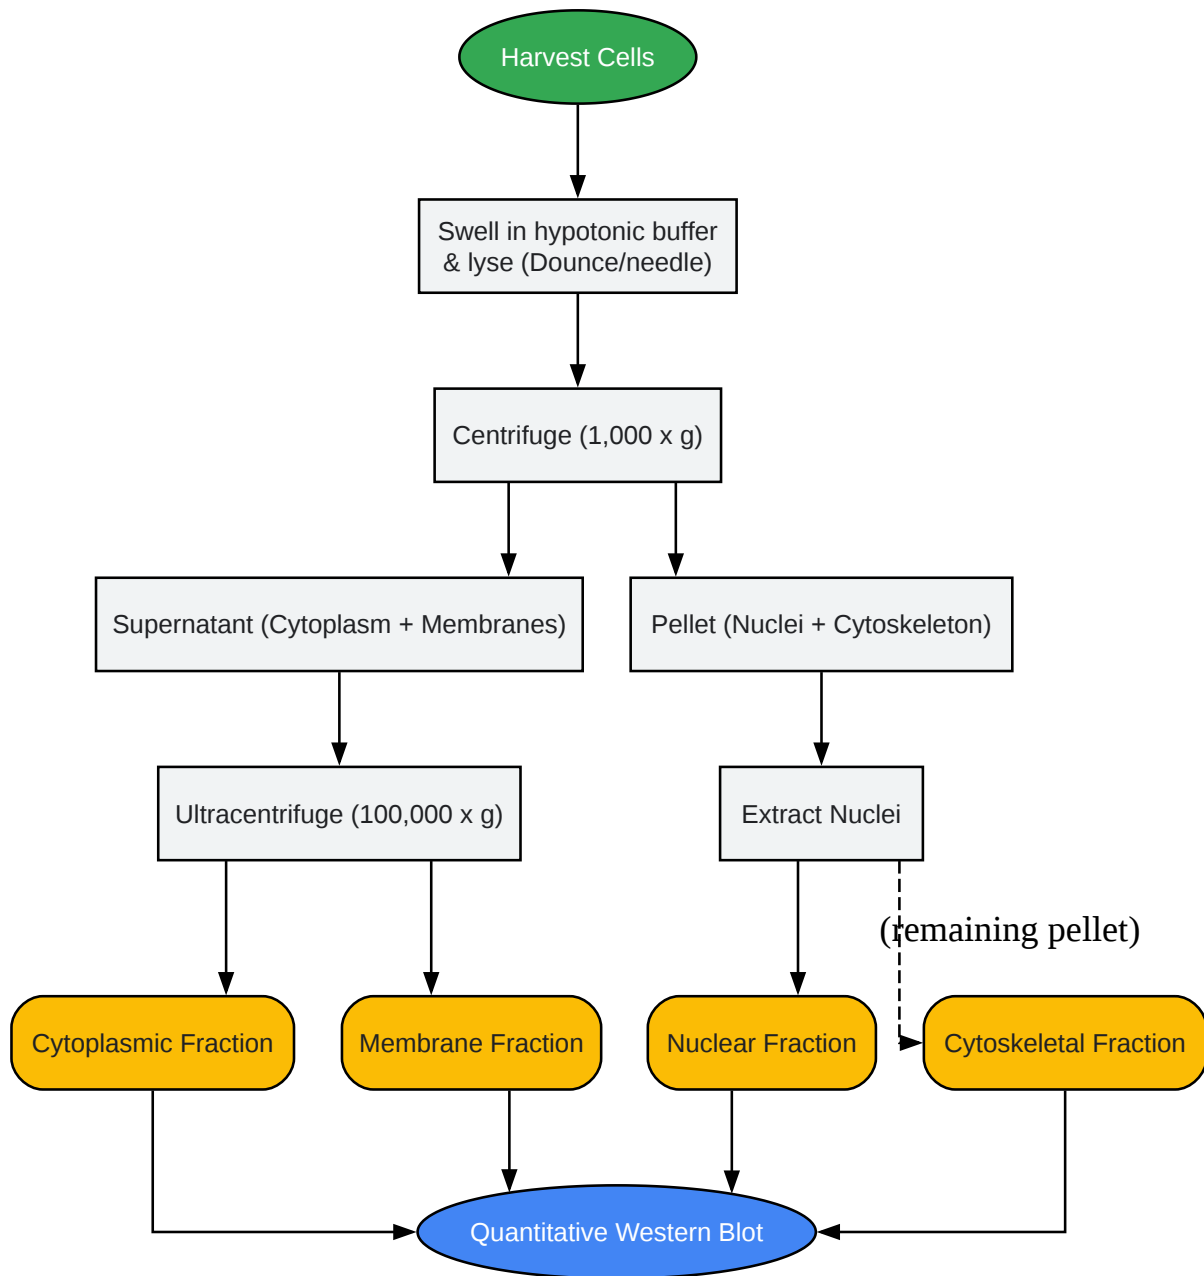 Harvest Cells
Swell in hypotonic buffer
& lyse (Dounce/needle)
Centrifuge (1,000 x g)
Supernatant (Cytoplasm + Membranes)
Pellet (Nuclei + Cytoskeleton)
Ultracentrifuge (100,000 x g)
Extract Nuclei
(remaining pellet)
Cytoplasmic Fraction
Membrane Fraction
Nuclear Fraction
Cytoskeletal Fraction
Quantitative Western Blot